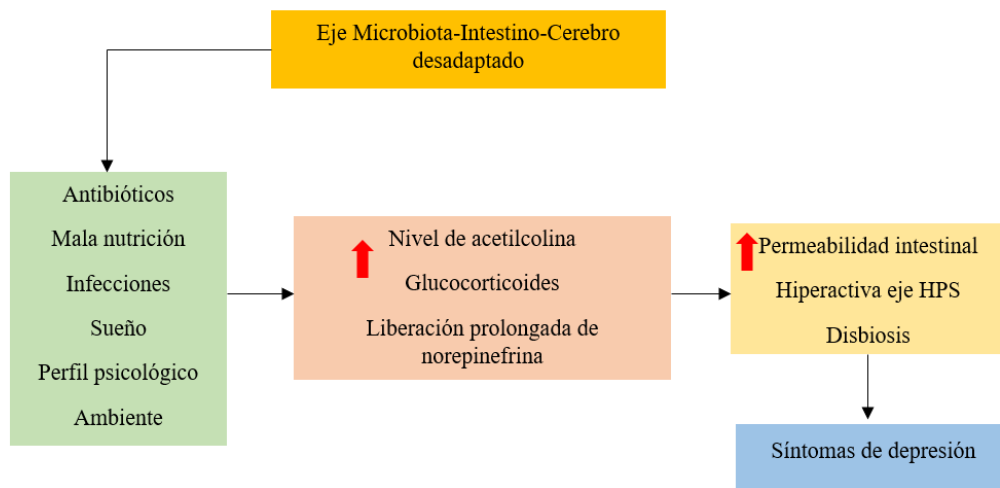 Eje Microbiota-Intestino-Cerebro
desadaptado
Antibióticos
Mala nutrición
Infecciones
Sueño
Perfil psicológico
Ambiente
Nivel de acetilcolina
Glucocorticoides
Liberación prolongada de
norepinefrina
Permeabilidad intestinal
Hiperactiva eje HPS
Disbiosis
Síntomas de depresión